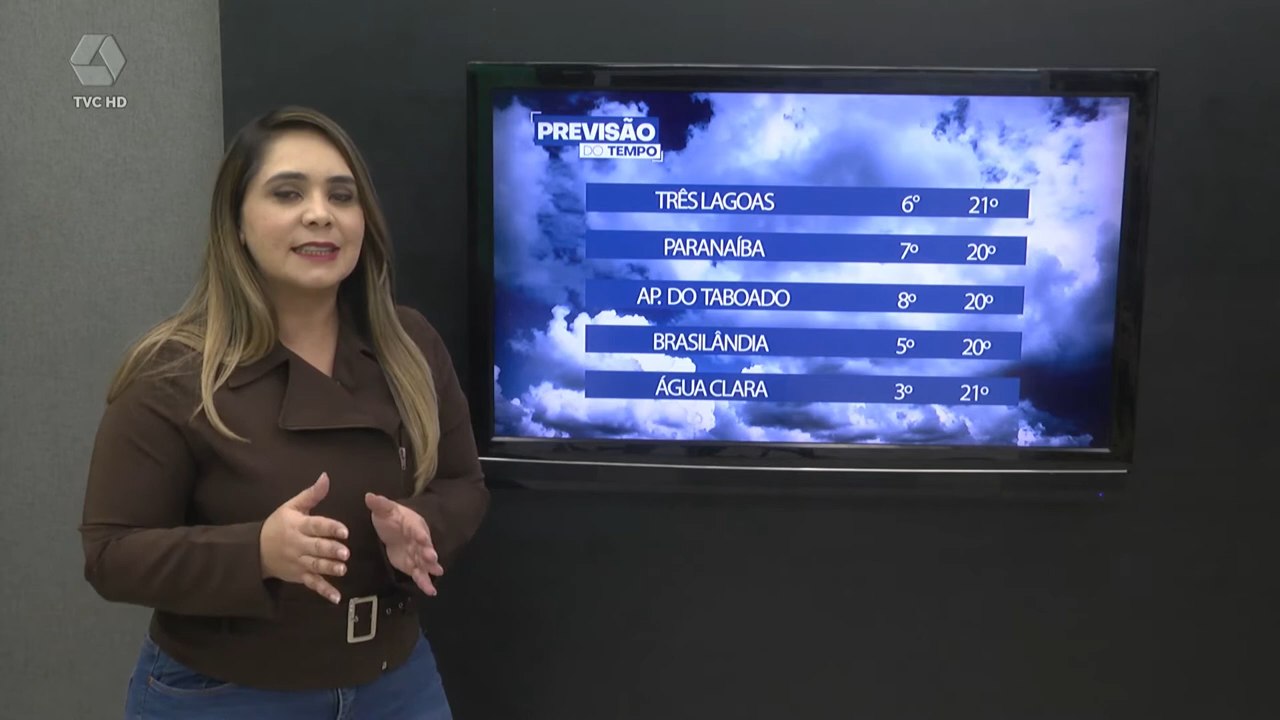 TVC HD
PREVISÃO
DO TEMPO
TRÊS LAGOAS 6° 21º
PARANAÍBA 7º 20º
AP. DO TABOADO 8º 20º
BRASILÂNDIA 5º 20º
ÁGUA CLARA 3º 21º